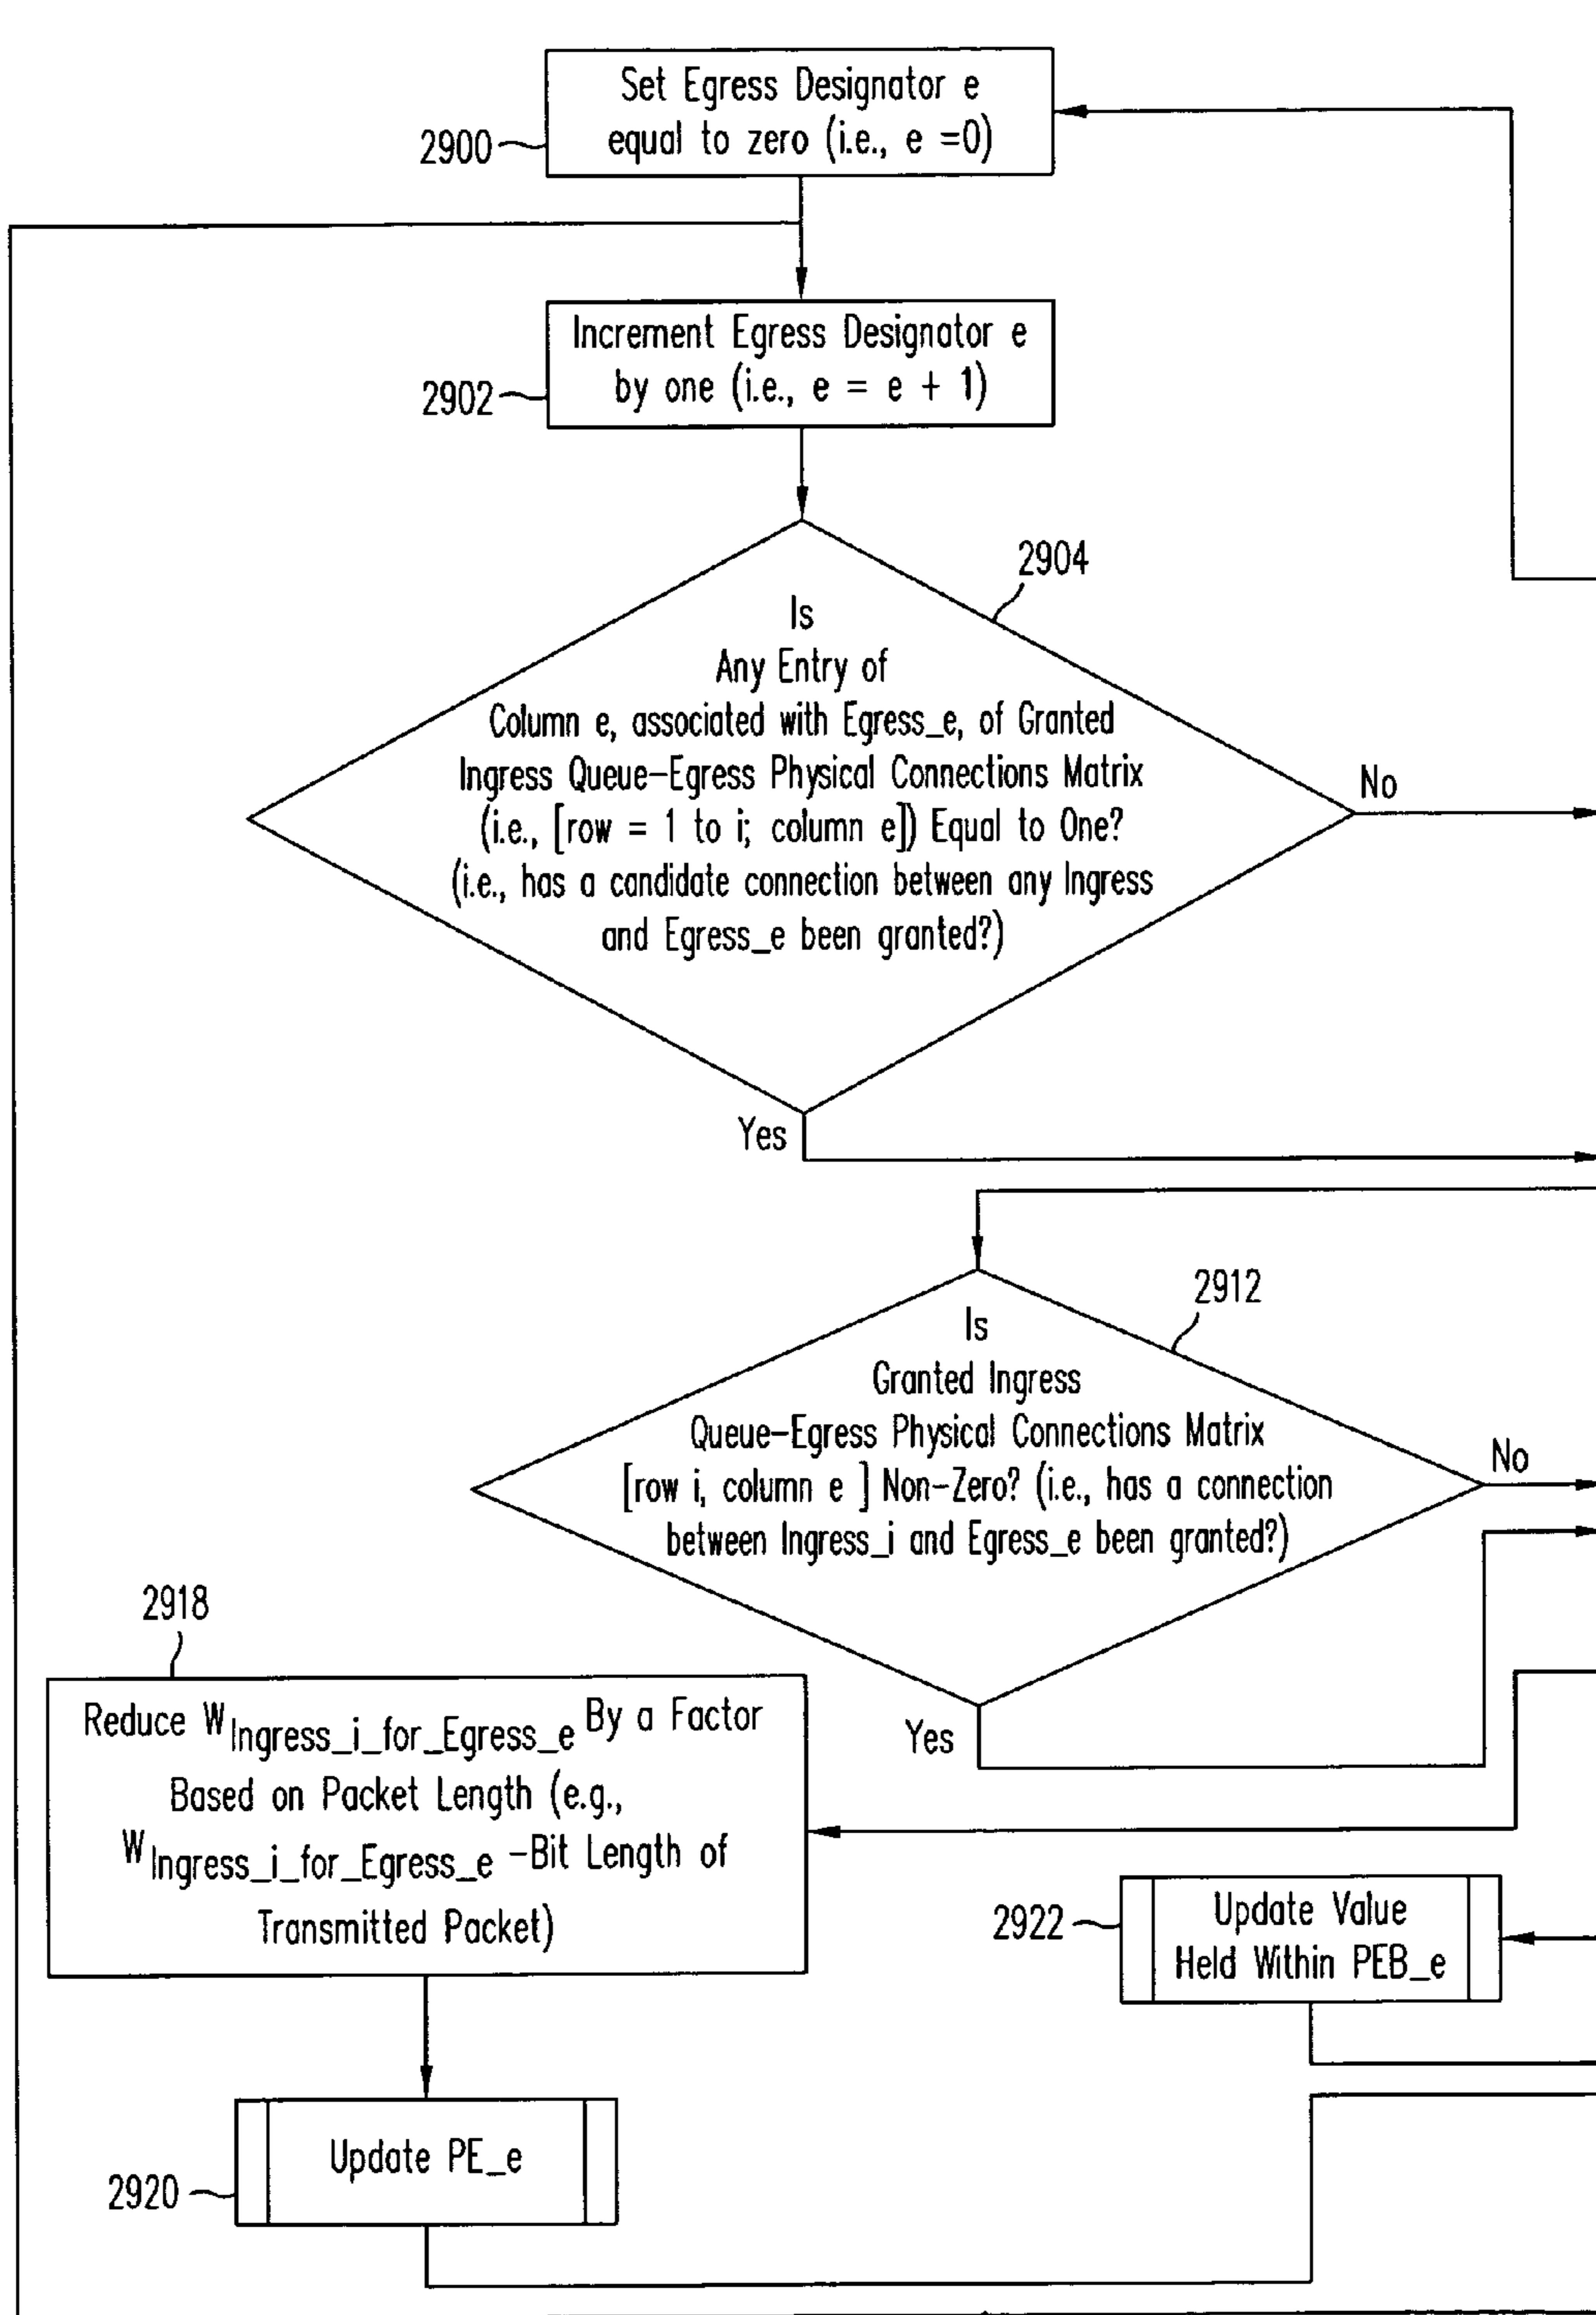 Set Egress Designator e
equal to zero (i.e., e =0)
2900
Increment Egress Designator e
by one (i.e., e = e + 1)
2902
2904
Is
Any Entry of
Column e, associated with Egress_e, of Granted
Ingress Queue-Egress Physical Connections Matrix
(i.e., [row = 1 to i; column e]) Equal to One?
(i.e., has a candidate connection between any Ingress
and Egress_e been granted?)
No
Yes
2912
Is
Granted Ingress
Queue-Egress Physical Connections Matrix
[row i, column e ] Non-Zero? (i.e., has a connection
between Ingress_i and Egress_e been granted?)
No
Yes
2918
Reduce W Ingress_i_for_Egress_e By a Factor
Based on Packet Length (e.g.,
W Ingress_i_for_Egress_e -Bit Length of
Transmitted Packet)
2922
Update Value
Held Within PEB_e
Update PE_e
2920